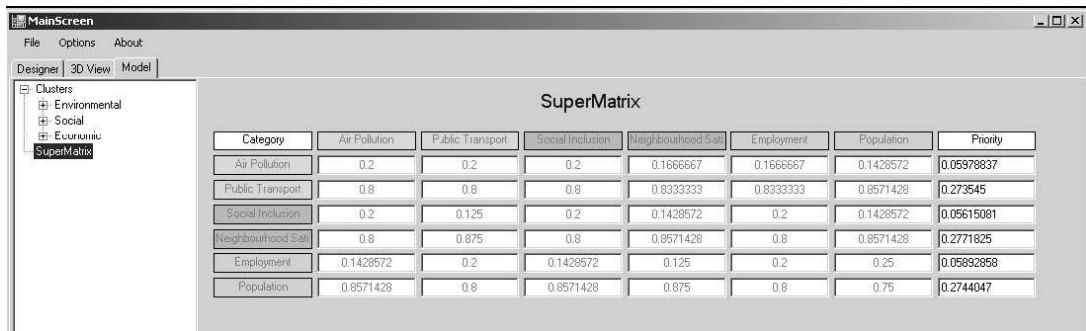 MainScreen
File Options About
Designer 3D View Model
Clusters
Environmental
Social
Economic
SuperMatrix
SuperMatrix
Category Air Pollution Public Transport Social Inclusion Neighbourhood Sati Employment Population Priority
Air Pollution 0.2 0.2 0.2 0.1666667 0.1666667 0.1428572 0.05978837
Public Transport 0.8 0.8 0.8 0.8333333 0.8333333 0.8571428 0.273545
Social Inclusion 0.2 0.125 0.2 0.1428572 0.2 0.1428572 0.05615081
Neighbourhood Sati 0.8 0.875 0.8 0.8571428 0.8 0.8571428 0.2771825
Employment 0.1428572 0.2 0.1428572 0.125 0.2 0.25 0.05892858
Population 0.8571428 0.8 0.8571428 0.875 0.8 0.75 0.2744047